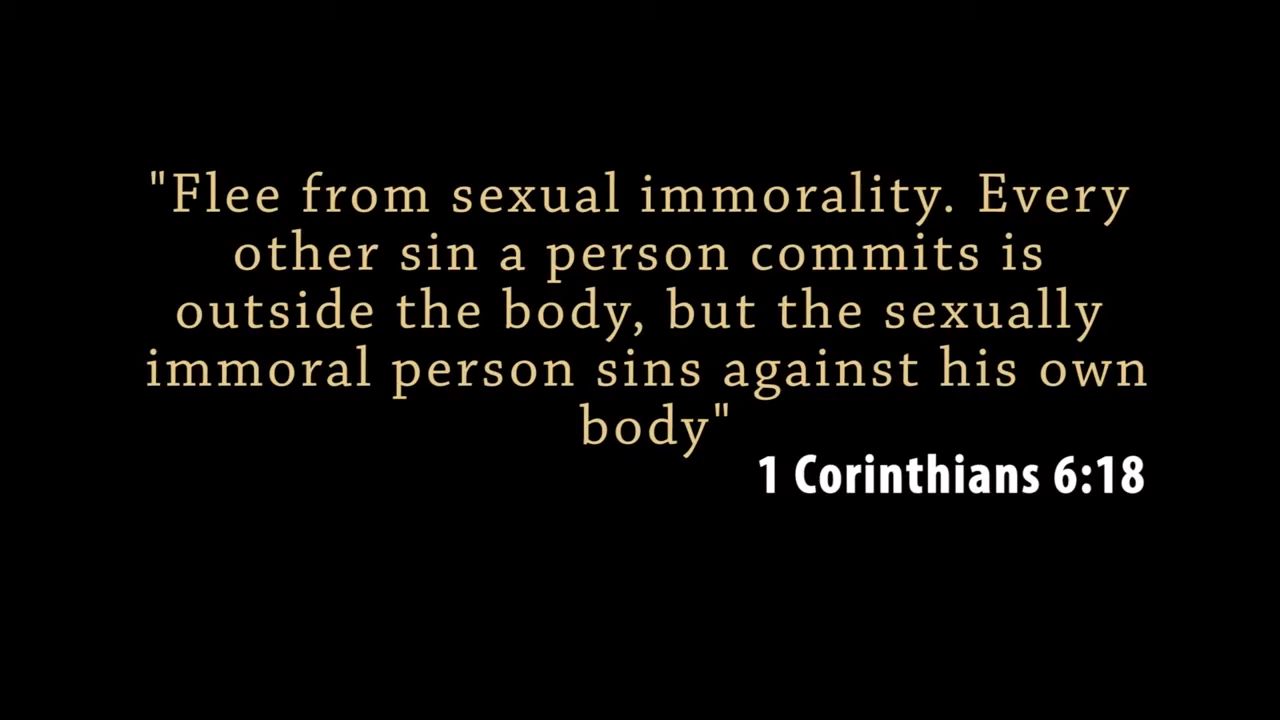 "Flee from sexual immorality. Every
other sin a person commits is
outside the body, but the sexually
immoral person sins against his own
body"
1 Corinthians 6:18